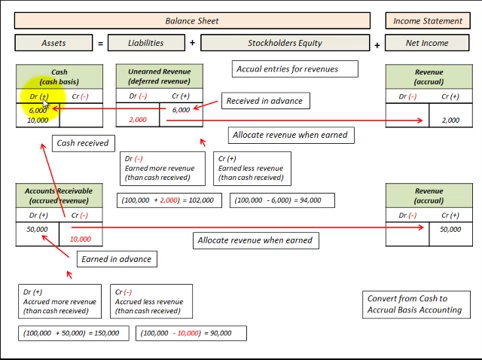 Balance Sheet
Income Statement
Assets
=
Liabilities
+
Stockholders Equity
+
Net Income
Cash
(cash basis)
Dr (+)
Cr (-)
6,000
10,000
Unearned Revenue
(deferred revenue)
Dr (-)
Cr (+)
6,000
2,000
Accual entries for revenues
Received in advance
Revenue
(accrual)
Dr (-)
Cr (+)
2,000
Allocate revenue when earned
Cash received
Dr (-)
Earned more revenue
(than cash received)
Cr (+)
Earned less revenue
(than cash received)
(100,000 + 2,000) = 102,000
(100,000 - 6,000) = 94,000
Accounts Receivable
(accrued revenue)
Dr (+)
Cr (-)
50,000
10,000
Revenue
(accrual)
Dr (-)
Cr (+)
50,000
Allocate revenue when earned
Earned in advance
Dr (+)
Accrued more revenue
(than cash received)
Cr (-)
Accrued less revenue
(than cash received)
(100,000 + 50,000) = 150,000
(100,000 - 10,000) = 90,000
Convert from Cash to
Accrual Basis Accounting